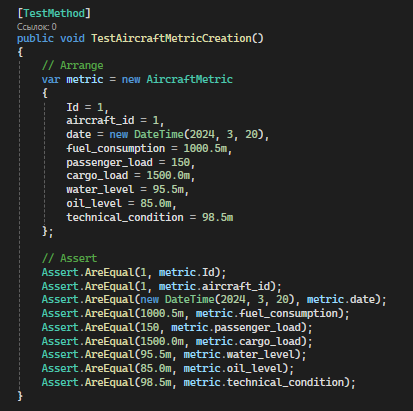 [TestMethod]
Ссылок: 0
public void TestAircraftMetricCreation()
{
// Arrange
var metric = new AircraftMetric
{
Id = 1,
aircraft_id = 1,
date = new DateTime(2024, 3, 20),
fuel_consumption = 1000.5m,
passenger_load = 150,
cargo_load = 1500.0m,
water_level = 95.5m,
oil_level = 85.0m,
technical_condition = 98.5m
};
// Assert
Assert.AreEqual(1, metric.Id);
Assert.AreEqual(1, metric.aircraft_id);
Assert.AreEqual(new DateTime(2024, 3, 20), metric.date);
Assert.AreEqual(1000.5m, metric.fuel_consumption);
Assert.AreEqual(150, metric.passenger_load);
Assert.AreEqual(1500.0m, metric.cargo_load);
Assert.AreEqual(95.5m, metric.water_level);
Assert.AreEqual(85.0m, metric.oil_level);
Assert.AreEqual(98.5m, metric.technical_condition);
}